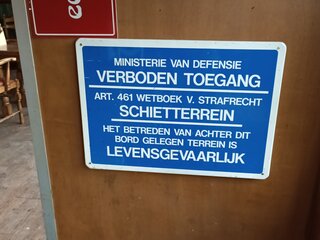 MINISTERIE VAN DEFENSIE
VERBODEN TOEGANG
ART. 461 WETBOEK V. STRAFRECHT
SCHIETTERREIN
HET BETREDEN VAN ACHTER DIT
BORD GELEGEN TERREIN IS
LEVENSGEVAARLIJK